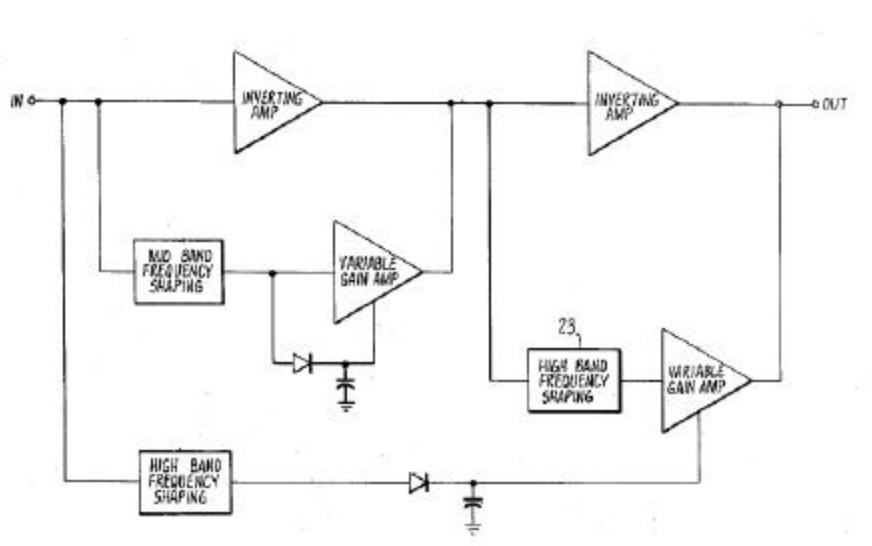 IN
INVERTING
AMP
INVERTING
AMP
OUT
MID BAND
FREQUENCY
SHAPING
VARIABLE
GAIN AMP
23
HIGH BAND
FREQUENCY
SHAPING
VARIABLE
GAIN AMP
HIGH BAND
FREQUENCY
SHAPING